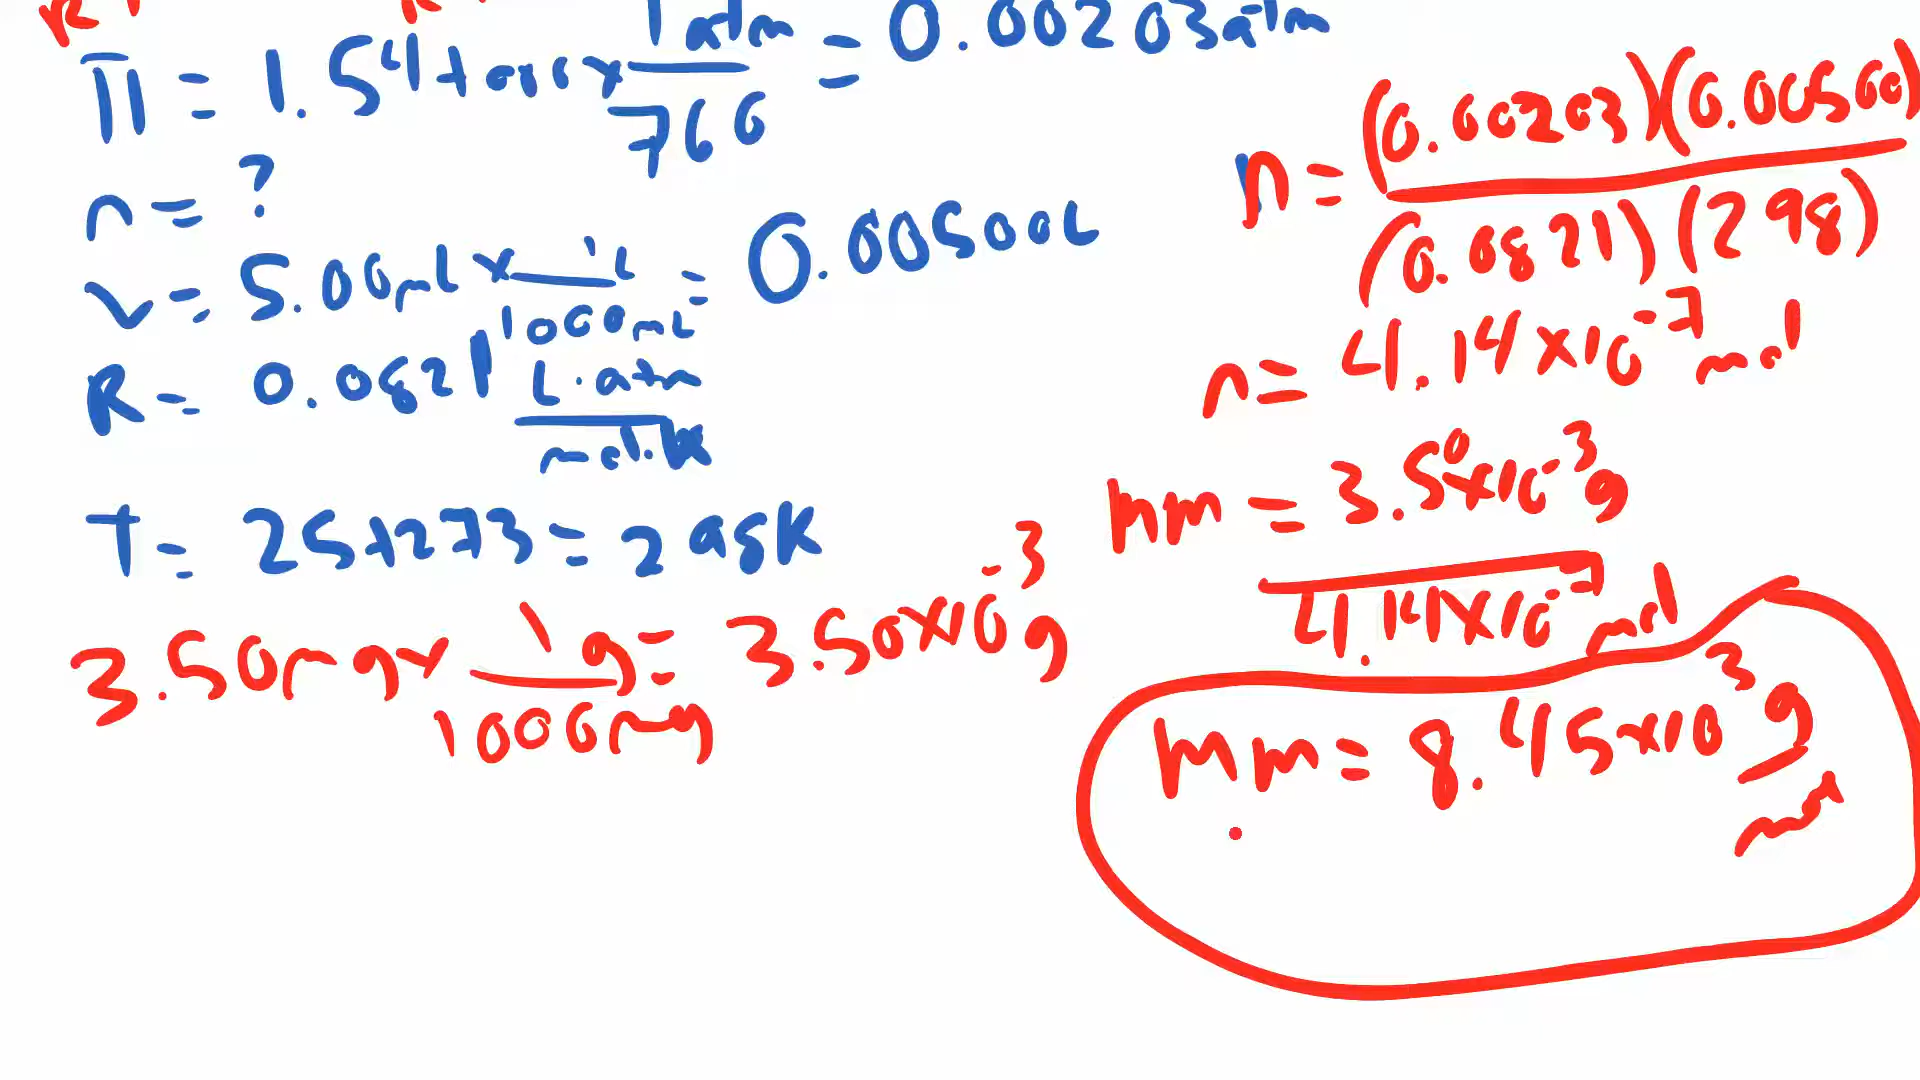 π = 1.54 torr x 1 atm / 760 = 0.00203 atm
n = ?
V = 5.00 mL x 1 L / 1000 mL = 0.00500 L
R = 0.0821 L·atm / mol·K
T = 25+273 = 298K
3.50 mg x 1 g / 1000 mg = 3.50x10^-3 g
n = (0.00203)(0.00500) / (0.0821)(298)
n = 4.14x10^-7 mol
mm = 3.50x10^-3 g / 4.14x10^-7 mol
Mm = 8.45x10^3 g / mol